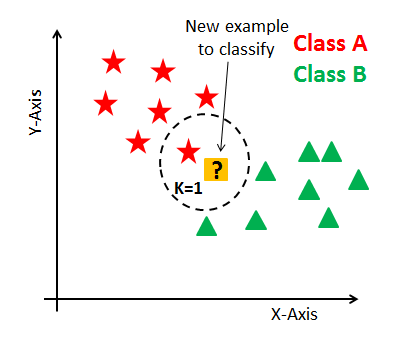 New example
to classify
Class A
Class B
Y-Axis
?
K=1
X-Axis